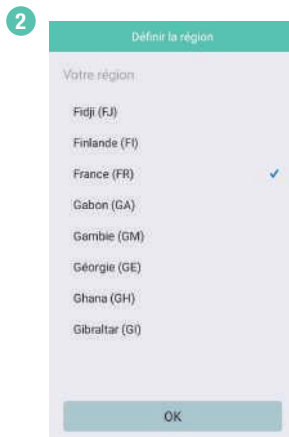 2
Définir la région
Votre région
Fidji (FJ)
Finlande (FI)
France (FR)
Gabon (GA)
Gambie (GM)
Géorgie (GE)
Ghana (GH)
Gibraltar (GI)
OK